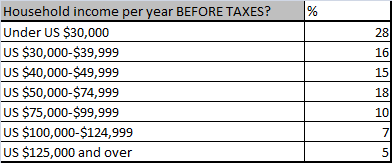 Household income per year BEFORE TAXES? %
Under US $30,000 28
US $30,000-$39,999 16
US $40,000-$49,999 15
US $50,000-$74,999 18
US $75,000-$99,999 10
US $100,000-$124,999 7
US $125,000 and over 5